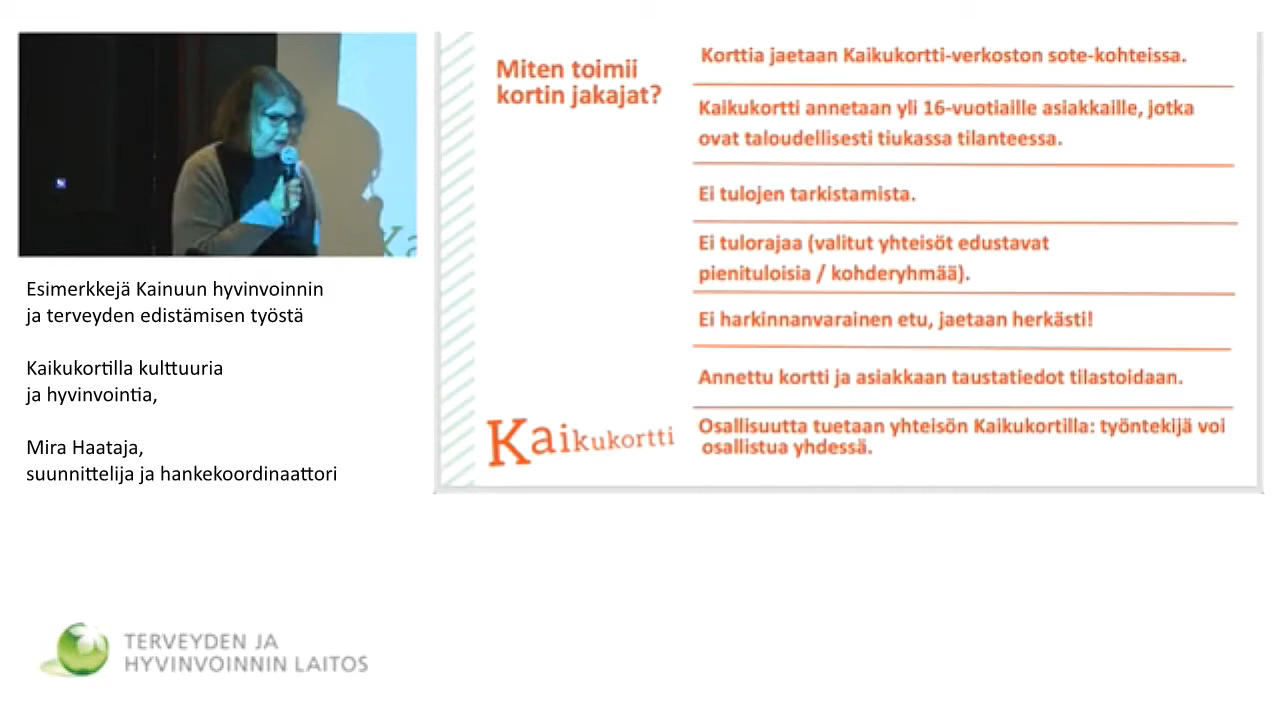 Esimerkkejä Kainuun hyvinvoinnin
ja terveyden edistämisen työstä
Kaikukortilla kulttuuria
ja hyvinvointia,
Mira Haataja,
suunnittelija ja hankekoordinaattori
TERVEYDEN JA
HYVINVOINNIN LAITOS
Miten toimii
kortin jakajat?
Korttia jaetaan Kaikukortti-verkoston sote-kohteissa.
Kaikukortti annetaan yli 16-vuotiaille asiakkaille, jotka
ovat taloudellisesti tiukassa tilanteessa.
Ei tulojen tarkistamista.
Ei tulorajaa (valitut yhteisöt edustavat
pienituloisia / kohderyhmää).
Ei harkinnanvarainen etu, jaetaan herkästi!
Annettu kortti ja asiakkaan taustatiedot tilastoidaan.
Osallisuutta tuetaan yhteisön Kaikukortilla: työntekijä voi
osallistua yhdessä.
Kaikukortti